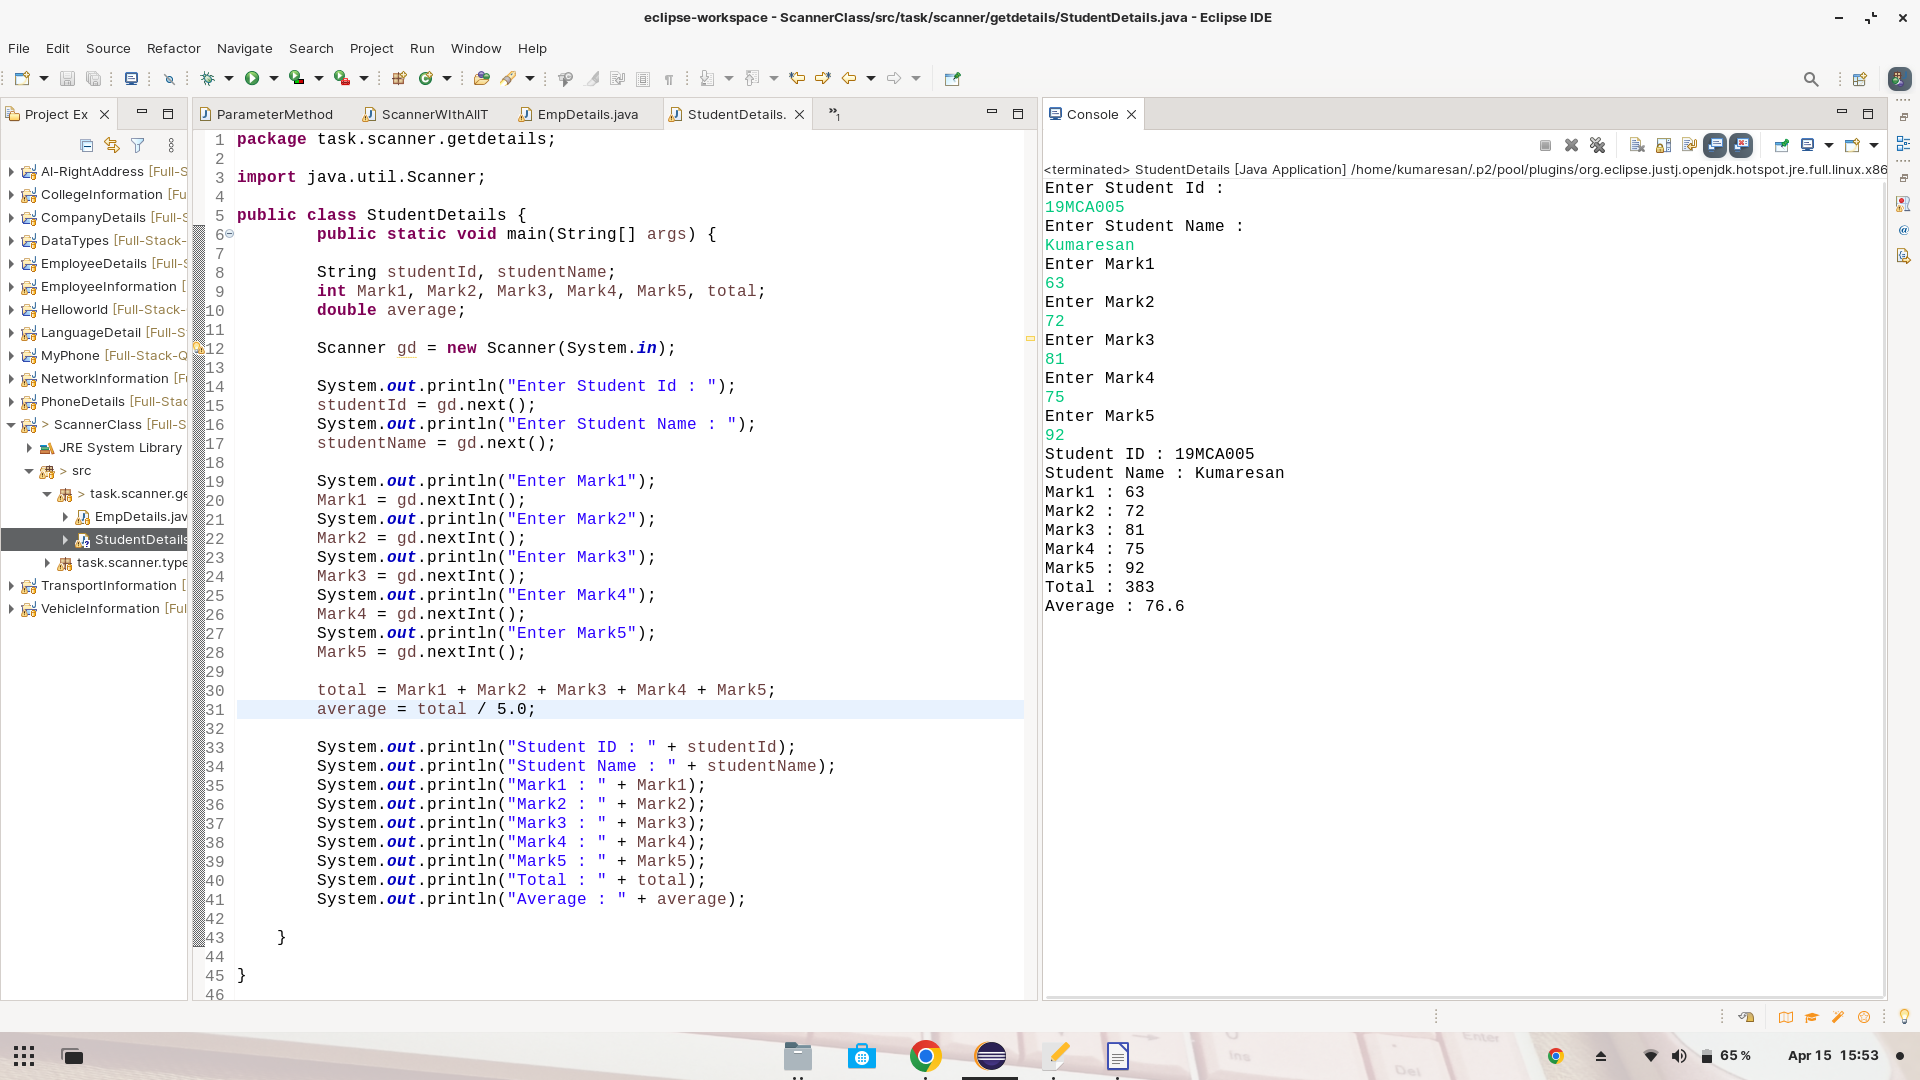 eclipse-workspace - ScannerClass/src/task/scanner/getdetails/StudentDetails.java - Eclipse IDE
File Edit Source Refactor Navigate Search Project Run Window Help
Project Ex
AI-RightAddress [Full-S
CollegeInformation [Fu
CompanyDetails [Full-S
DataTypes [Full-Stack-
EmployeeDetails [Full-S
EmployeeInformation [
Helloworld [Full-Stack-
LanguageDetail [Full-S
MyPhone [Full-Stack-Q
NetworkInformation [Fu
PhoneDetails [Full-Stac
> ScannerClass [Full-S
JRE System Library
> src
> task.scanner.ge
EmpDetails.jav
StudentDetails
task.scanner.type
TransportInformation [
VehicleInformation [Ful
ParameterMethod ScannerWIthAllT EmpDetails.java StudentDetails. »1
1 package task.scanner.getdetails;
2
3 import java.util.Scanner;
4
5 public class StudentDetails {
6 public static void main(String[] args) {
7
8 String studentId, studentName;
9 int Mark1, Mark2, Mark3, Mark4, Mark5, total;
10 double average;
11
12 Scanner gd = new Scanner(System.in);
13
14 System.out.println("Enter Student Id : ");
15 studentId = gd.next();
16 System.out.println("Enter Student Name : ");
17 studentName = gd.next();
18
19 System.out.println("Enter Mark1");
20 Mark1 = gd.nextInt();
21 System.out.println("Enter Mark2");
22 Mark2 = gd.nextInt();
23 System.out.println("Enter Mark3");
24 Mark3 = gd.nextInt();
25 System.out.println("Enter Mark4");
26 Mark4 = gd.nextInt();
27 System.out.println("Enter Mark5");
28 Mark5 = gd.nextInt();
29
30 total = Mark1 + Mark2 + Mark3 + Mark4 + Mark5;
31 average = total / 5.0;
32
33 System.out.println("Student ID : " + studentId);
34 System.out.println("Student Name : " + studentName);
35 System.out.println("Mark1 : " + Mark1);
36 System.out.println("Mark2 : " + Mark2);
37 System.out.println("Mark3 : " + Mark3);
38 System.out.println("Mark4 : " + Mark4);
39 System.out.println("Mark5 : " + Mark5);
40 System.out.println("Total : " + total);
41 System.out.println("Average : " + average);
42
43 }
44
45 }
46
Console
<terminated> StudentDetails [Java Application] /home/kumaresan/.p2/pool/plugins/org.eclipse.justj.openjdk.hotspot.jre.full.linux.x86
Enter Student Id :
19MCA005
Enter Student Name :
Kumaresan
Enter Mark1
63
Enter Mark2
72
Enter Mark3
81
Enter Mark4
75
Enter Mark5
92
Student ID : 19MCA005
Student Name : Kumaresan
Mark1 : 63
Mark2 : 72
Mark3 : 81
Mark4 : 75
Mark5 : 92
Total : 383
Average : 76.6
Ins
Enter
Del
65 % Apr 15 15:53